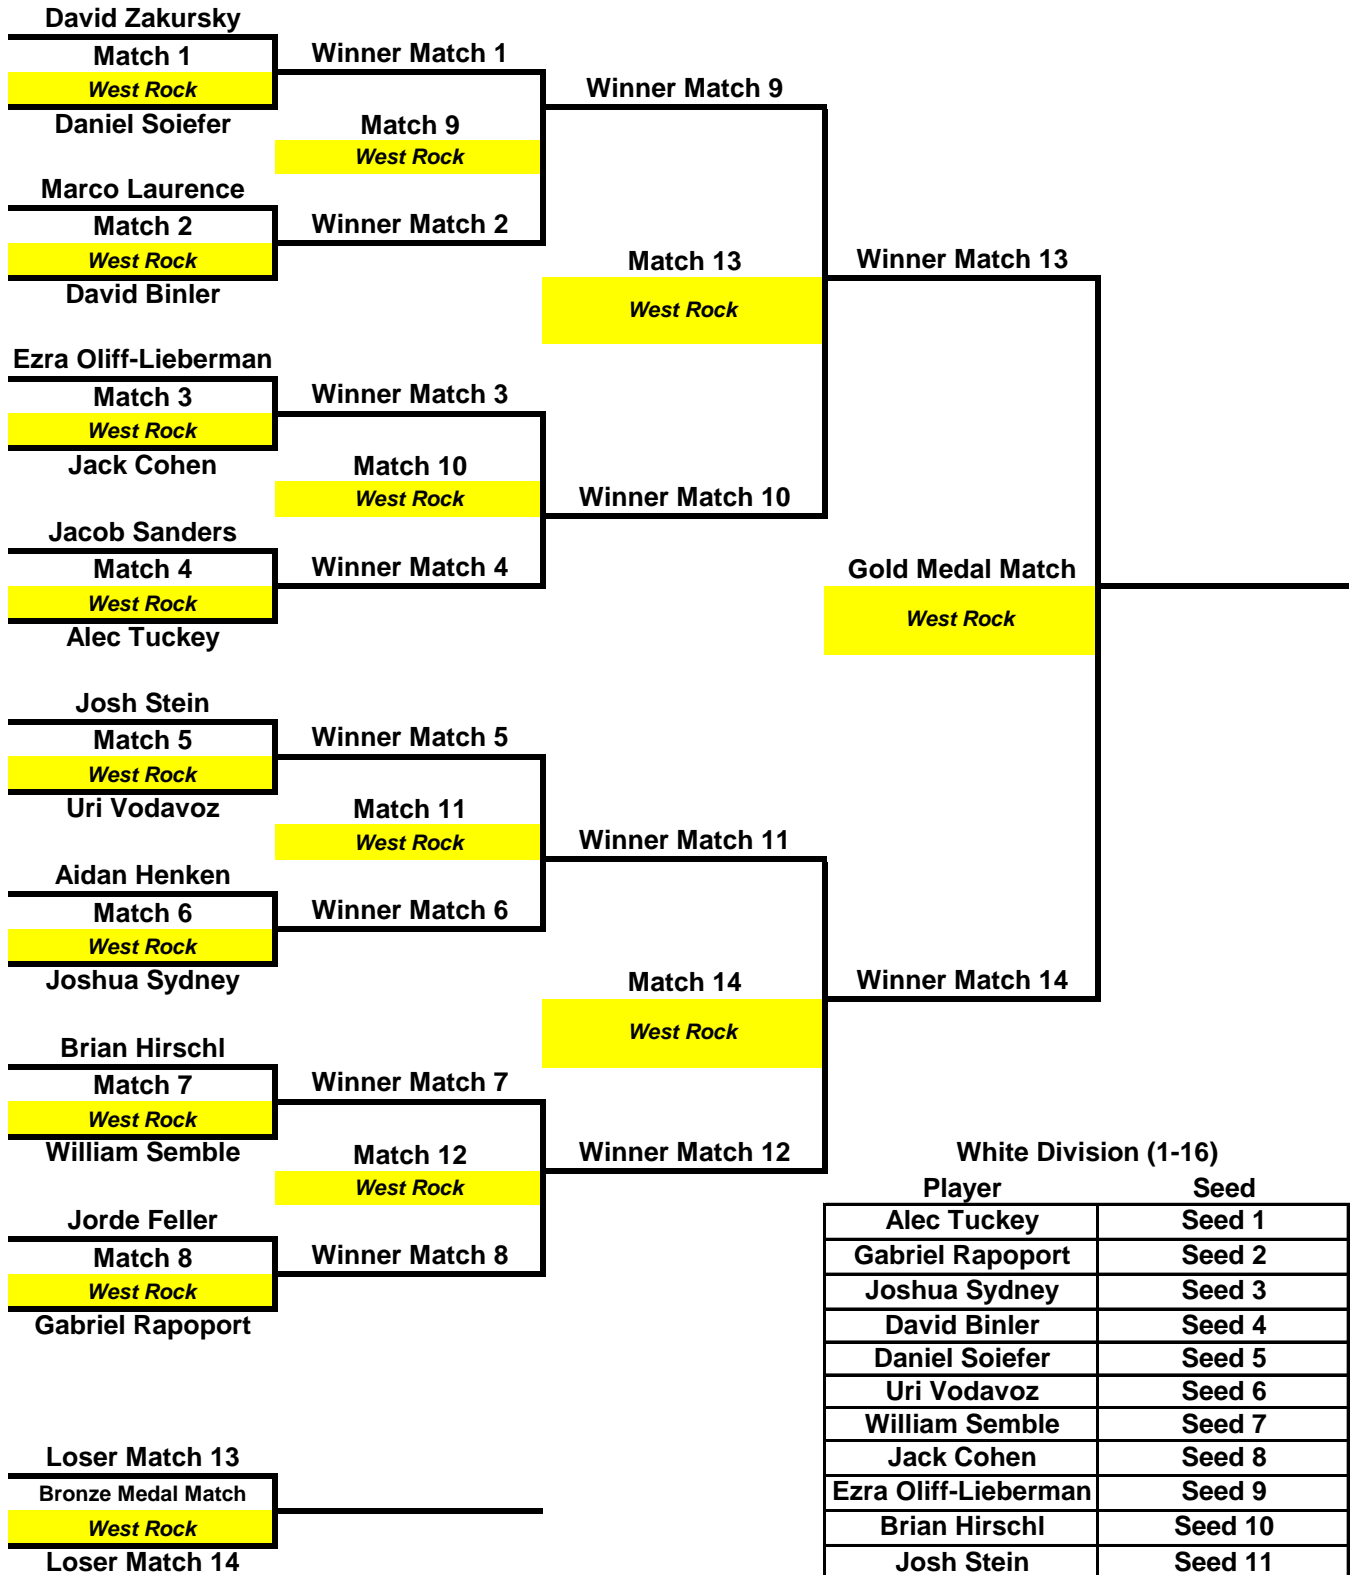 David Zakursky
Match 1
West Rock
Daniel Soiefer
Marco Laurence
Match 2
West Rock
David Binler
Ezra Oliff-Lieberman
Match 3
West Rock
Jack Cohen
Jacob Sanders
Match 4
West Rock
Alec Tuckey
Josh Stein
Match 5
West Rock
Uri Vodavoz
Aidan Henken
Match 6
West Rock
Joshua Sydney
Brian Hirschl
Match 7
West Rock
William Semble
Jorde Feller
Match 8
West Rock
Gabriel Rapoport
Winner Match 1
Match 9
West Rock
Winner Match 2
Winner Match 3
Match 10
West Rock
Winner Match 4
Winner Match 5
Match 11
West Rock
Winner Match 6
Winner Match 7
Match 12
West Rock
Winner Match 8
Winner Match 9
Match 13
West Rock
Winner Match 10
Winner Match 11
Match 14
West Rock
Winner Match 12
Winner Match 13
Gold Medal Match
West Rock
Winner Match 14
Loser Match 13
Bronze Medal Match
West Rock
Loser Match 14
White Division (1-16)
Player Seed
Alec Tuckey Seed 1
Gabriel Rapoport Seed 2
Joshua Sydney Seed 3
David Binler Seed 4
Daniel Soiefer Seed 5
Uri Vodavoz Seed 6
William Semble Seed 7
Jack Cohen Seed 8
Ezra Oliff-Lieberman Seed 9
Brian Hirschl Seed 10
Josh Stein Seed 11